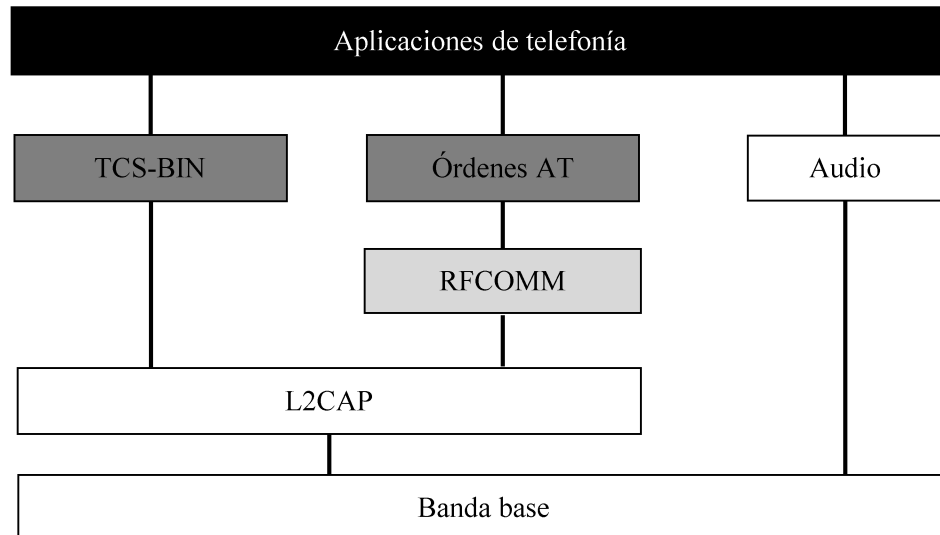 Aplicaciones de telefonía
TCS-BIN
Órdenes AT
Audio
RFCOMM
L2CAP
Banda base